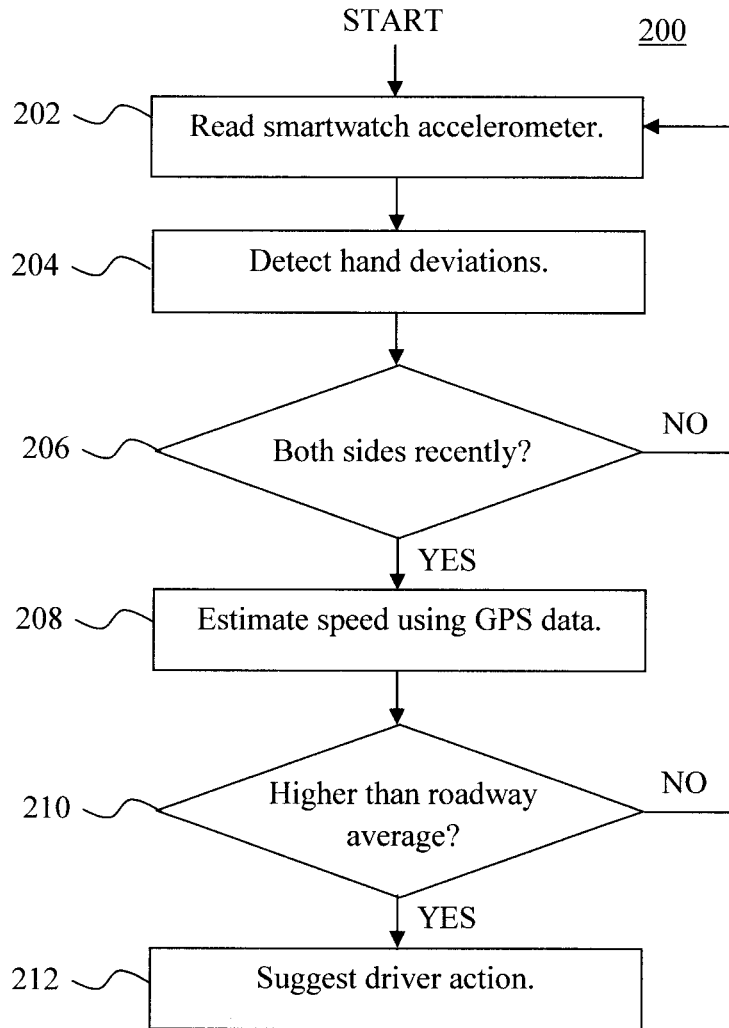 START
200
202
Read smartwatch accelerometer.
204
Detect hand deviations.
206
Both sides recently?
NO
YES
208
Estimate speed using GPS data.
210
Higher than roadway
average?
NO
YES
212
Suggest driver action.